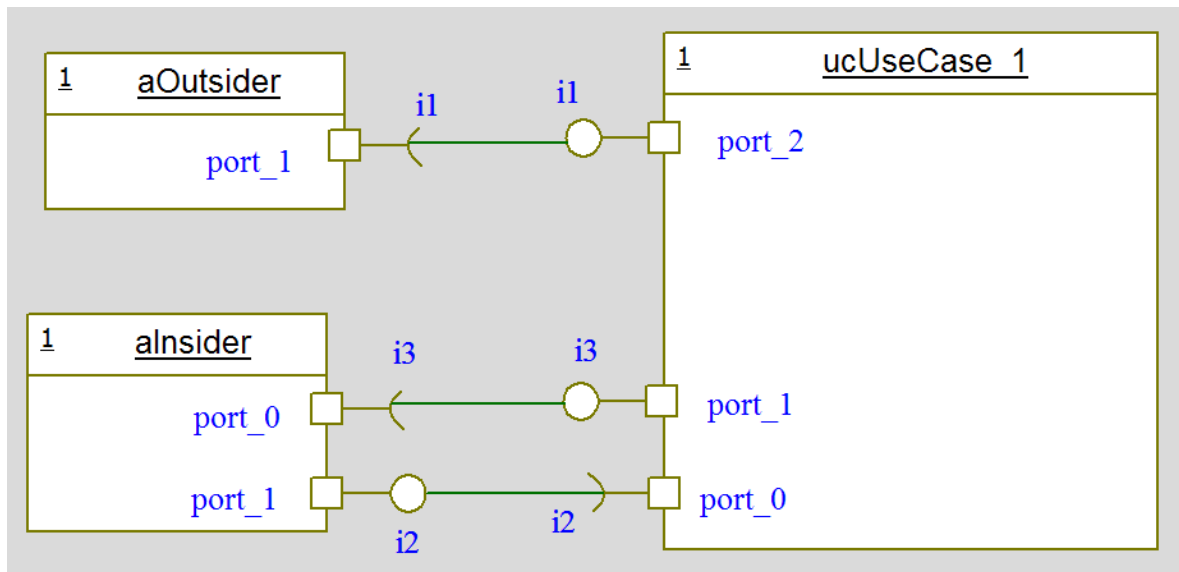 1 aOutsider
port_1
i1
i1
1 ucUseCase_1
port_2
1 aInsider
port_0
port_1
i3
i3
i2
i2
port_1
port_0